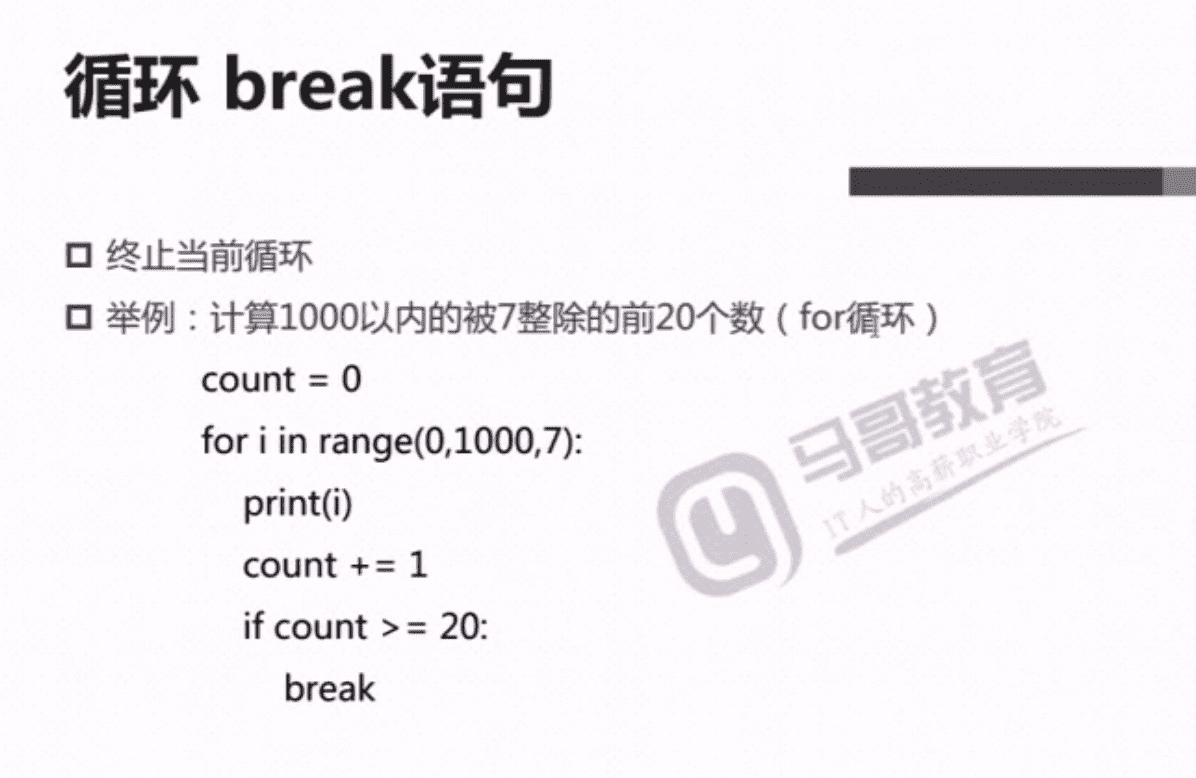 循环 break语句
终止当前循环
举例：计算1000以内的被7整除的前20个数（for循环）
count = 0
for i in range(0,1000,7):
print(i)
count += 1
if count >= 20:
break
马哥教育
IT人的高薪职业学院